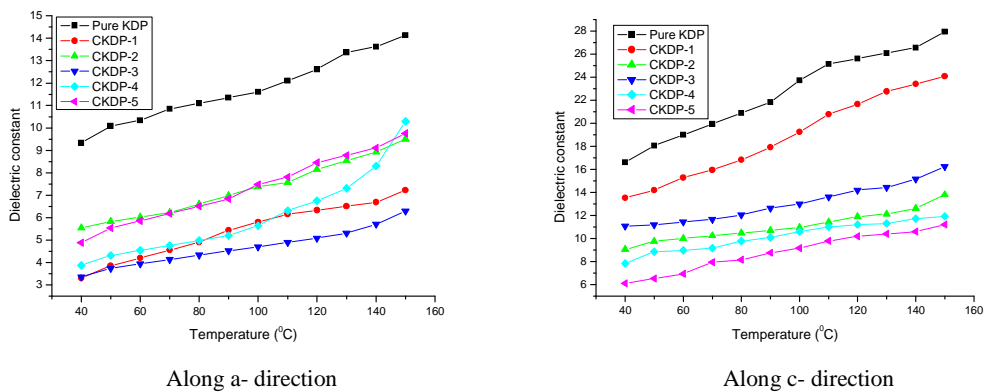 15
14
13
12
11
10
9
8
7
6
5
4
3
Dielectric constant
Pure KDP
CKDP-1
CKDP-2
CKDP-3
CKDP-4
CKDP-5
40 60 80 100 120 140 160
Temperature (⁰C)
Along a- direction
28
26
24
22
20
18
16
14
12
10
8
6
Dielectric constant
Pure KDP
CKDP-1
CKDP-2
CKDP-3
CKDP-4
CKDP-5
40 60 80 100 120 140 160
Temperature (⁰C)
Along c- direction